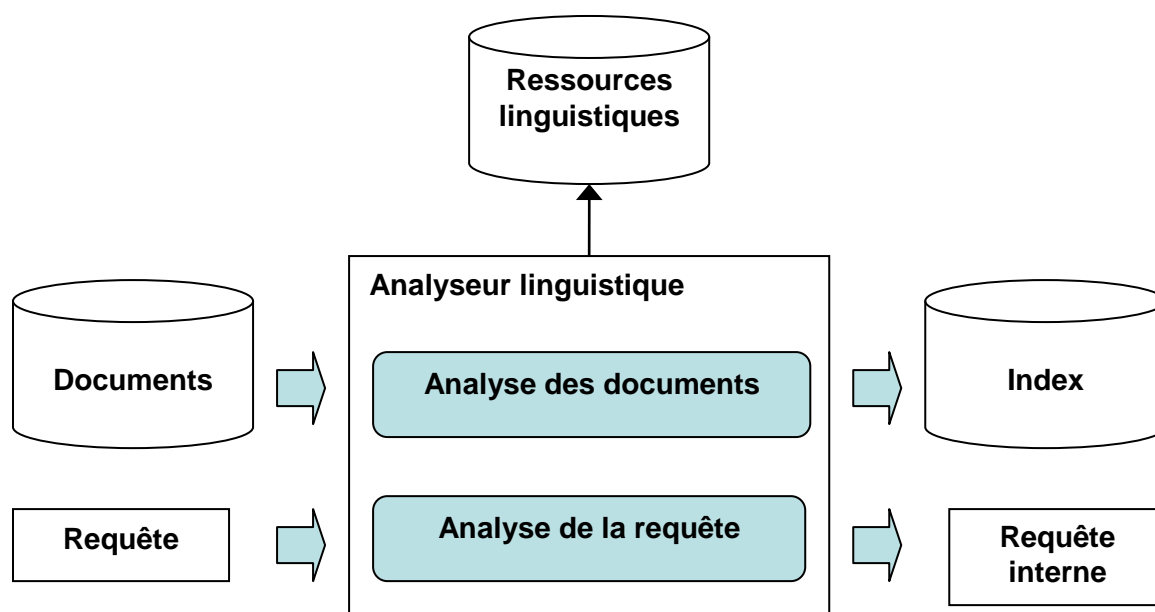 Ressources
linguistiques
Analyseur linguistique
Documents
Analyse des documents
Index
Requête
Analyse de la requête
Requête
interne